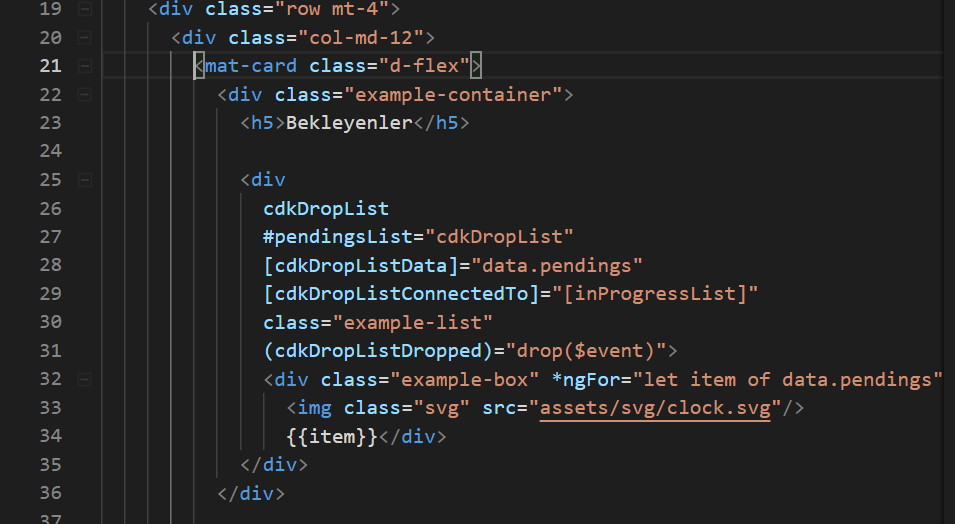 19 <div class="row mt-4">
20 <div class="col-md-12">
21 <mat-card class="d-flex">
22 <div class="example-container">
23 <h5>Bekleyenler</h5>
24
25 <div
26 cdkDropList
27 #pendingsList="cdkDropList"
28 [cdkDropListData]="data.pendings"
29 [cdkDropListConnectedTo]="[inProgressList]"
30 class="example-list"
31 (cdkDropListDropped)="drop($event)">
32 <div class="example-box" *ngFor="let item of data.pendings"
33 <img class="svg" src="assets/svg/clock.svg"/>
34 {{item}}</div>
35 </div>
36 </div>
37